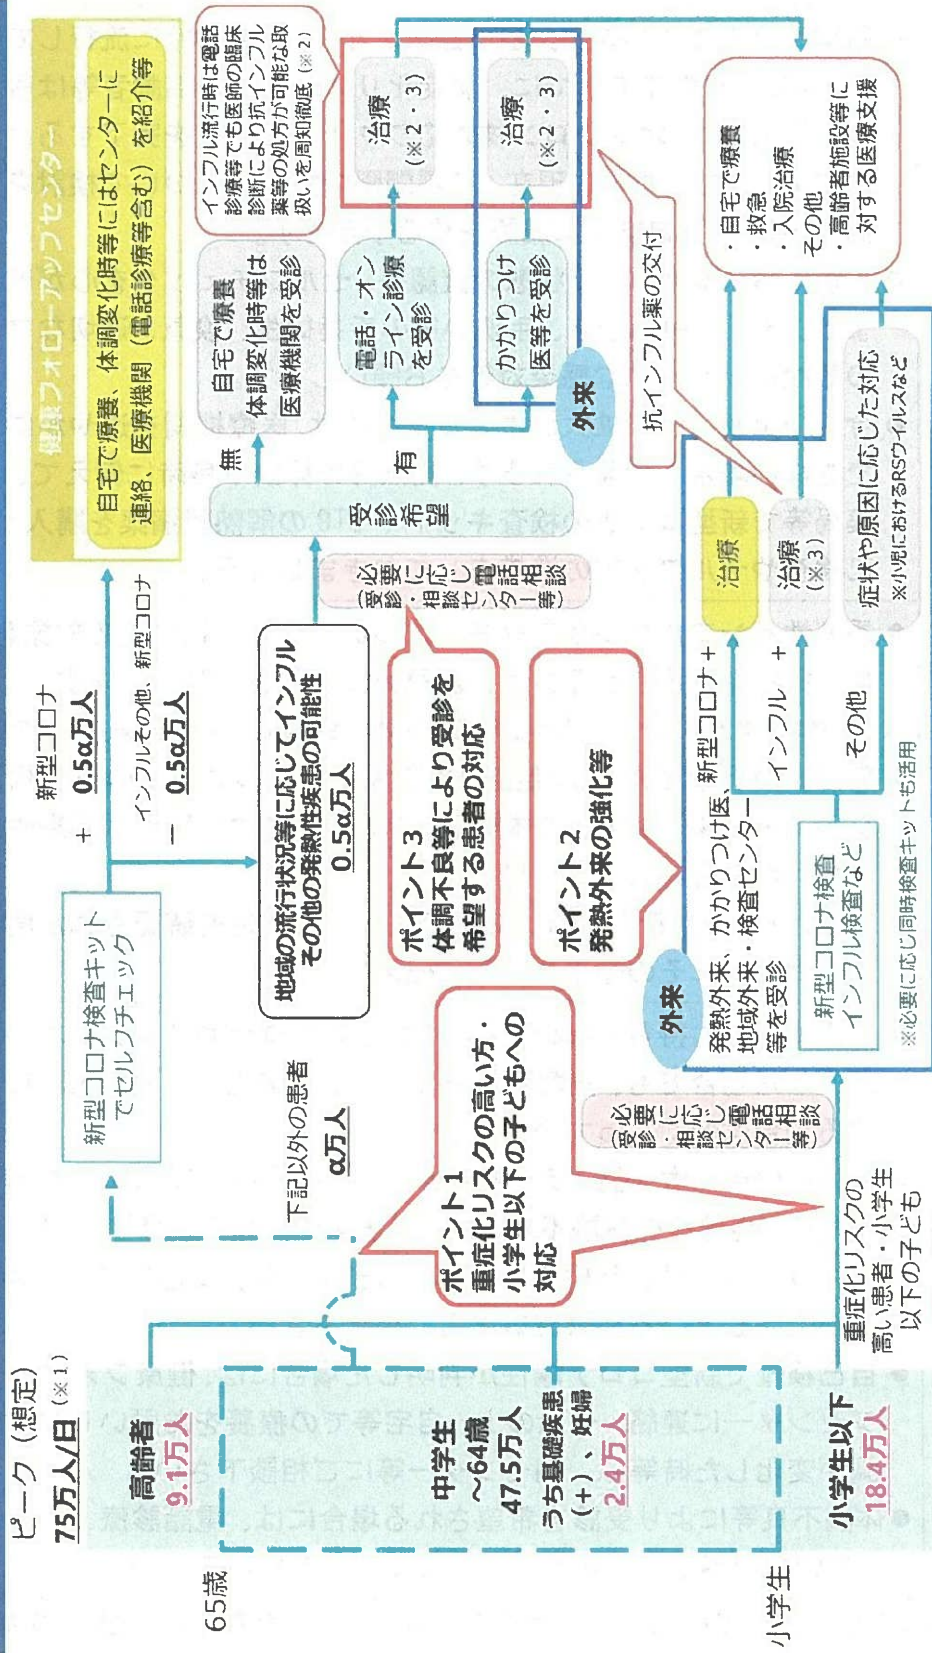 ピーク（想定）
75万人/日（※1）
65歳
高齢者
9.1万人
中学生
～64歳
47.5万人
うち基礎疾患
（+）、妊婦
2.4万人
小学生以下
18.4万人
小学生
下記以外の患者
α万人
重症化リスクの
高い患者・小学生
以下の子ども
ポイント1
重症化リスクの高い方・
小学生以下の子どもへの
対応
新型コロナ検査キット
でセルフチェック
新型コロナ
+
0.5α万人
インフルその他、新型コロナ
−
0.5α万人
健康フォローアップセンター
自宅で療養、体調変化時等にはセンターに
連絡、医療機関（電話診療等含む）を紹介等
地域の流行状況等に応じてインフル
その他の発熱性疾患の可能性
0.5α万人
ポイント3
体調不良等により受診を
希望する患者の対応
必要に応じ電話相談
（受診・相談センター等）
受診希望
無
有
自宅で療養
体調変化時等は
医療機関を受診
電話・オン
ライン診療
を受診
かかりつけ
医等を受診
外来
治療
（※2・3）
治療
（※2・3）
インフル流行時は電話
診療等でも医師の臨床
診断により抗インフル
薬等の処方が可能な取
扱いを周知徹底（※2）
ポイント2
発熱外来の強化等
必要に応じ電話相談
（受診・相談センター等）
外来
発熱外来、かかりつけ医、
地域外来・検査センター
等を受診
新型コロナ検査
インフル検査など
※必要に応じ同時検査キットも活用
新型コロナ+
インフル +
その他
治療
治療
（※3）
症状や原因に応じた対応
※小児におけるRSウイルスなど
抗インフル薬の交付
・自宅で療養
・救急
・入院治療
その他
・高齢者施設等に
対する医療支援